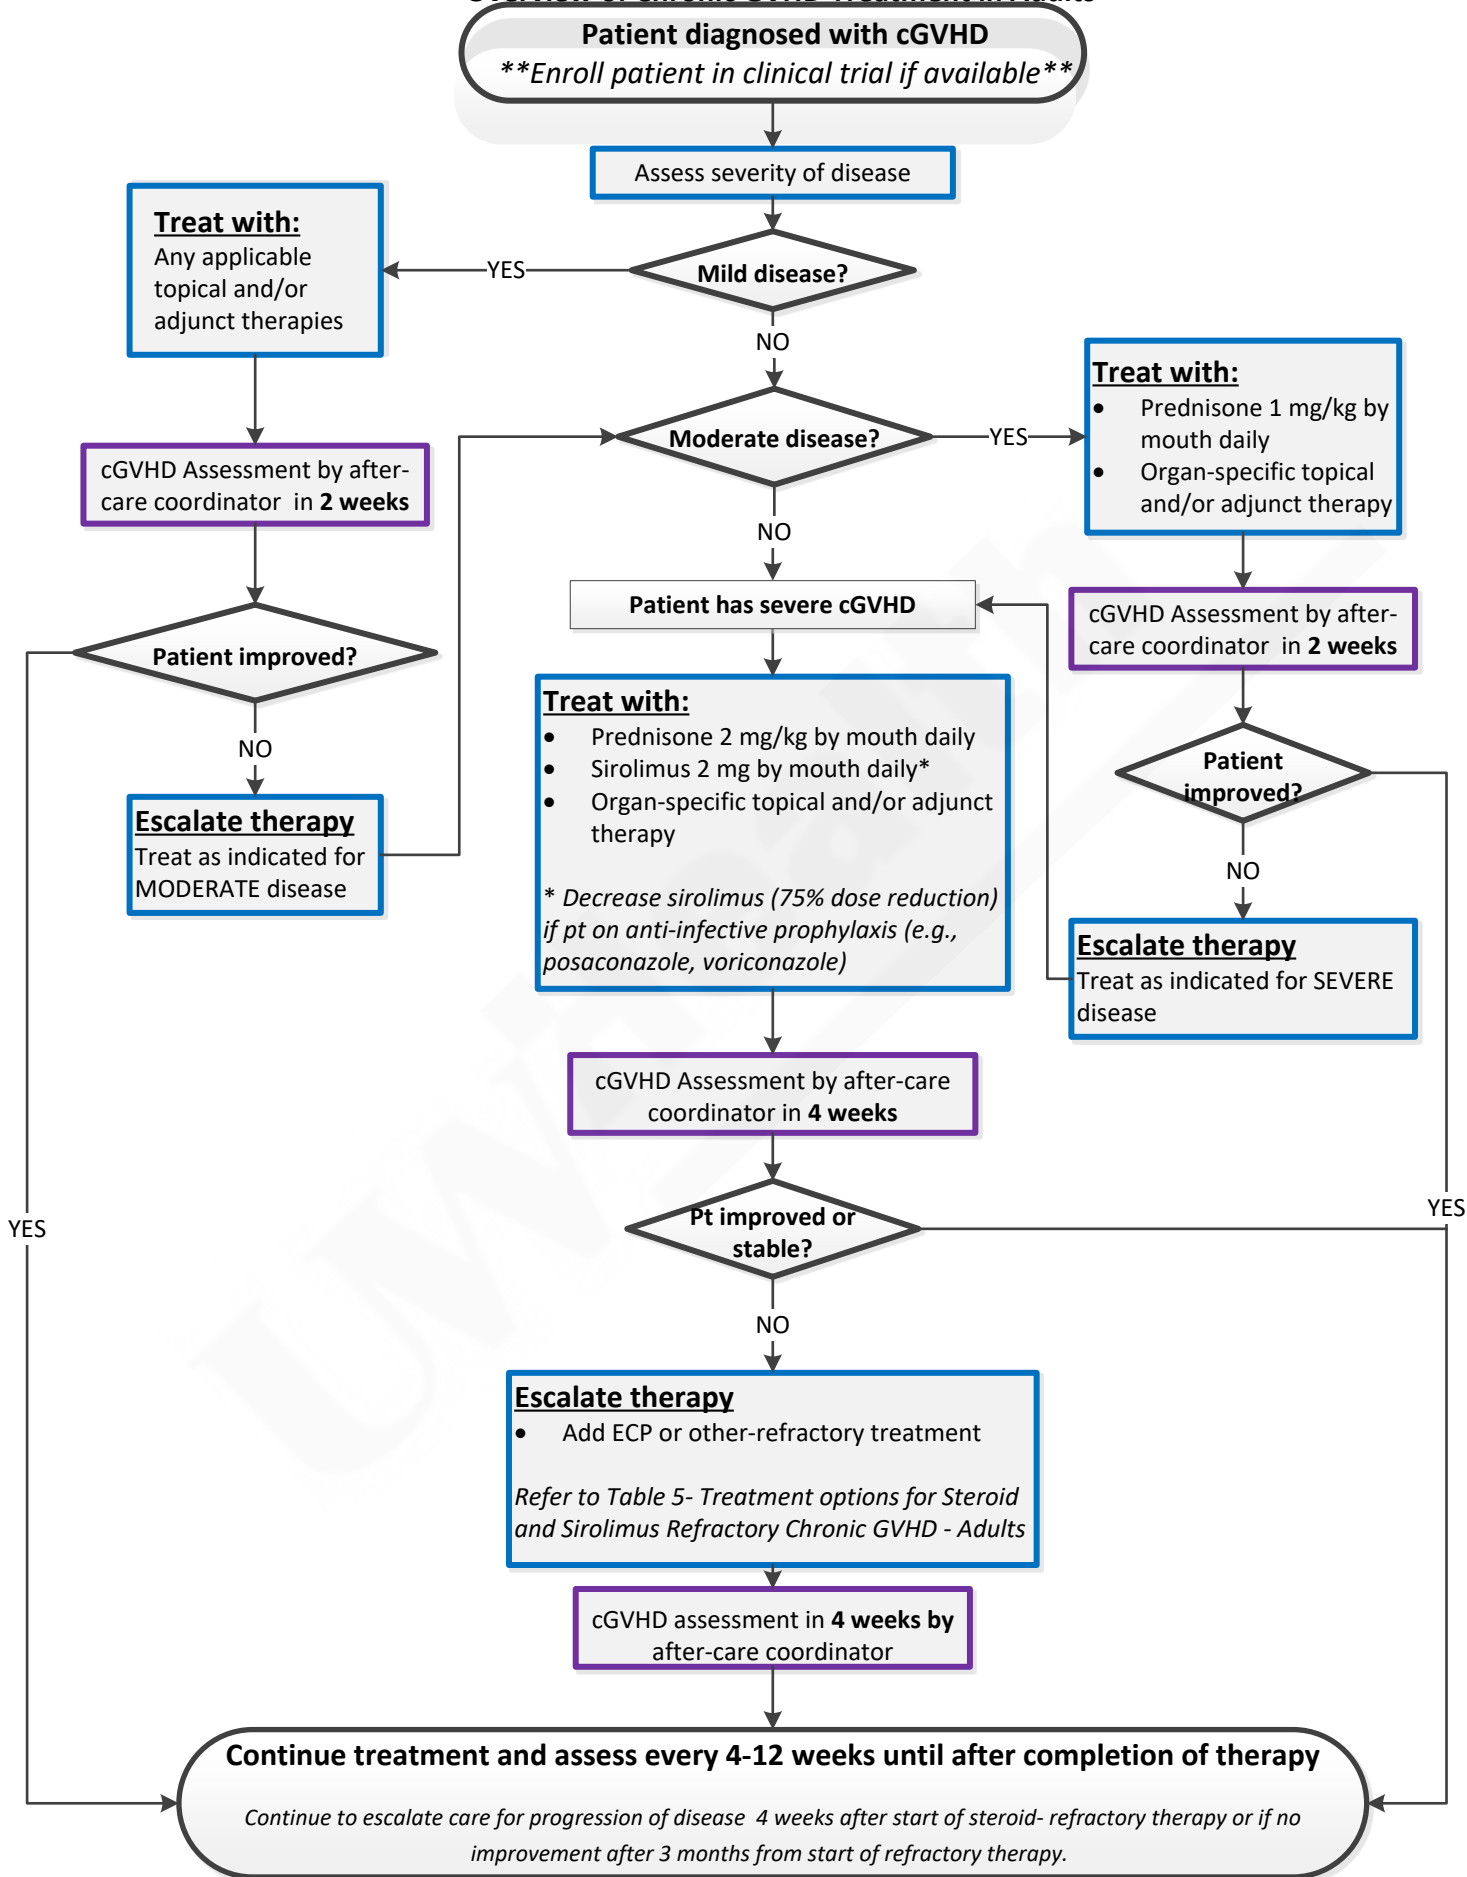 Overview of Chronic GVHD Treatment in Adults
Patient diagnosed with cGVHD
**Enroll patient in clinical trial if available**
Assess severity of disease
Mild disease?
YES
Treat with:
Any applicable
topical and/or
adjunct therapies
cGVHD Assessment by after-
care coordinator in 2 weeks
Patient improved?
YES
NO
Escalate therapy
Treat as indicated for
MODERATE disease
NO
Moderate disease?
YES
Treat with:
• Prednisone 1 mg/kg by
mouth daily
• Organ-specific topical
and/or adjunct therapy
cGVHD Assessment by after-
care coordinator in 2 weeks
Patient
improved?
YES
NO
Escalate therapy
Treat as indicated for SEVERE
disease
NO
Patient has severe cGVHD
Treat with:
• Prednisone 2 mg/kg by mouth daily
• Sirolimus 2 mg by mouth daily*
• Organ-specific topical and/or adjunct
therapy
* Decrease sirolimus (75% dose reduction)
if pt on anti-infective prophylaxis (e.g.,
posaconazole, voriconazole)
cGVHD Assessment by after-care
coordinator in 4 weeks
Pt improved or
stable?
NO
Escalate therapy
• Add ECP or other-refractory treatment
Refer to Table 5- Treatment options for Steroid
and Sirolimus Refractory Chronic GVHD - Adults
cGVHD assessment in 4 weeks by
after-care coordinator
Continue treatment and assess every 4-12 weeks until after completion of therapy
Continue to escalate care for progression of disease 4 weeks after start of steroid- refractory therapy or if no
improvement after 3 months from start of refractory therapy.
UWHealth